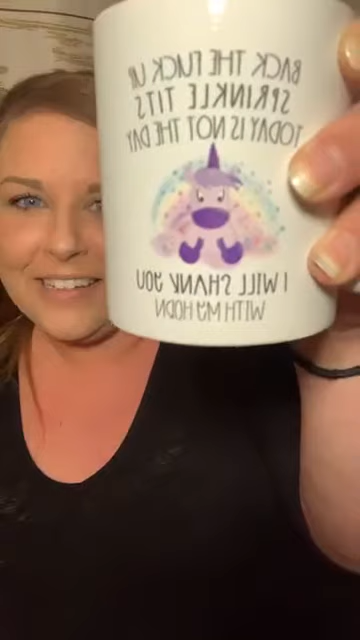 BACK THE FUCK UP
SPRINKLE TITS
TODAY IS NOT THE DAY
I WILL SHANK YOU
WITH MY HORN